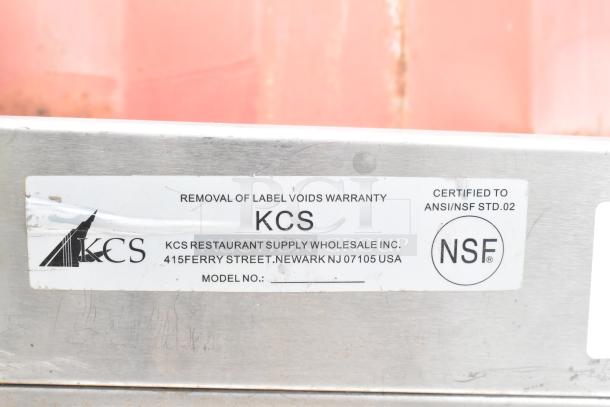 REMOVAL OF LABEL VOIDS WARRANTY
KCS
KCS
KCS RESTAURANT SUPPLY WHOLESALE INC.
415FERRY STREET.NEWARK NJ 07105 USA
MODEL NO.:
CERTIFIED TO
ANSI/NSF STD.02
NSF®
PCI